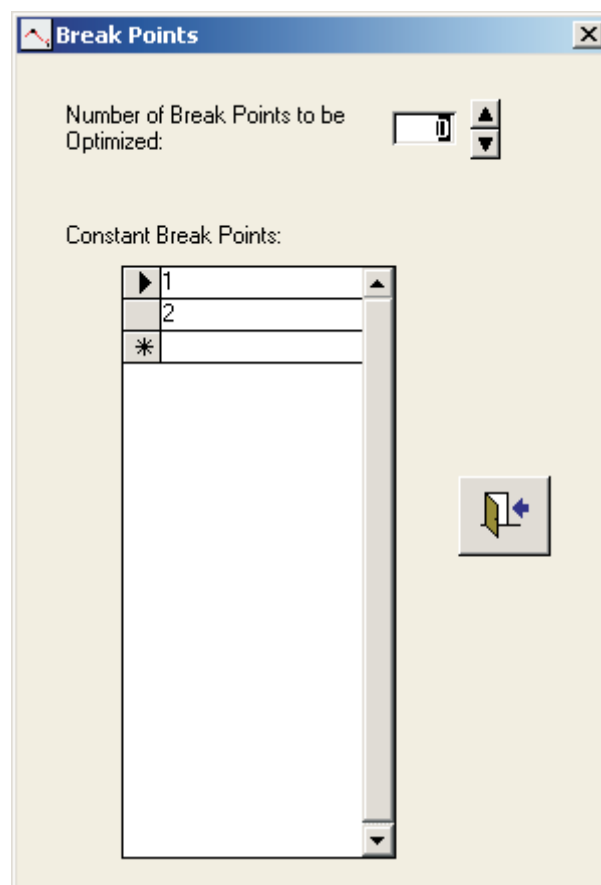 Break Points
Number of Break Points to be
Optimized:
0
Constant Break Points:
1
2